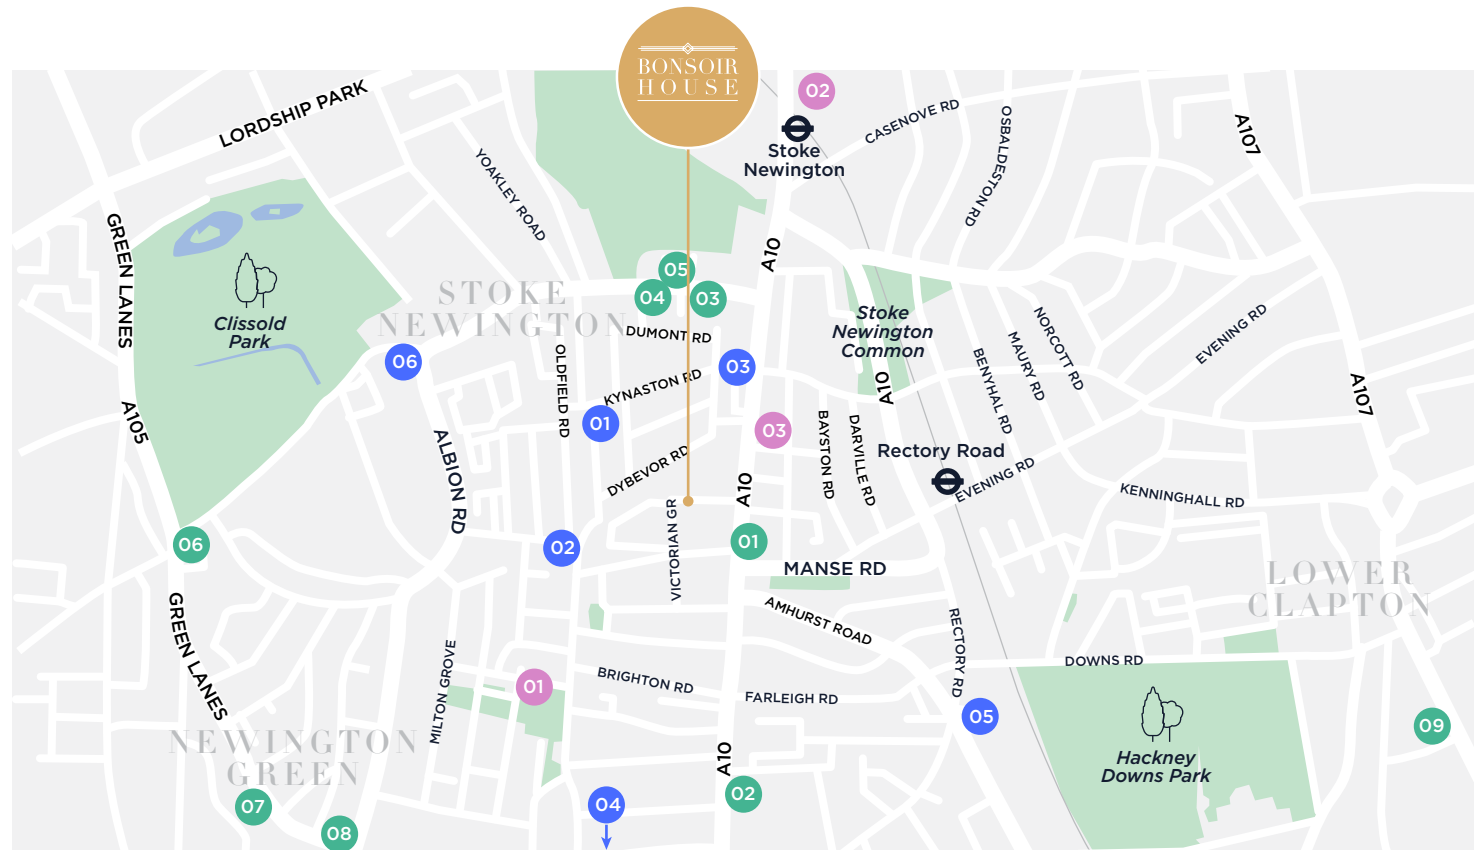 BONSOIR
HOUSE
02
LORDSHIP PARK
CASENOVE RD
OSBALDESTON RD
A107
Stoke
Newington
YOAKLEY ROAD
GREEN LANES
A10
05
04
03
STOKE
NEWINGTON
Clissold
Park
DUMONT RD
Stoke
Newington
Common
NORCOTT RD
MAURY RD
EVENING RD
BENYHAL RD
06
OLDFIELD RD
KYNASTON RD
03
A10
A107
A105
01
03
BAYSTON RD
DARVILLE RD
ALBION RD
DYBEVOR RD
Rectory Road
EVENING RD
A10
KENNINGHALL RD
06
02
VICTORIAN GR
01
MANSE RD
LOWER
CLAPTON
GREEN LANES
AMHURST ROAD
RECTORY RD
MILTON GROVE
01
BRIGHTON RD
FARLEIGH RD
DOWNS RD
05
09
NEWINGTON
GREEN
A10
Hackney
Downs Park
07
08
04
02